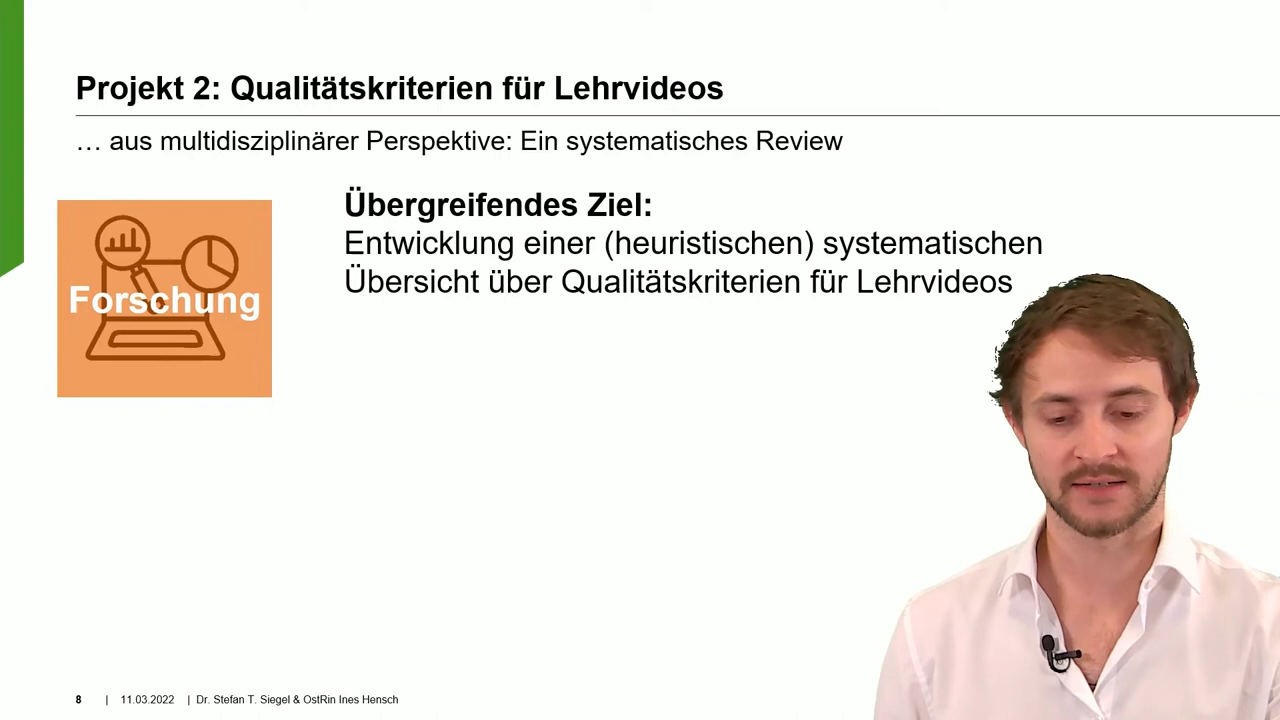 Projekt 2: Qualitätskriterien für Lehrvideos
… aus multidisziplinärer Perspektive: Ein systematisches Review
Forschung
Übergreifendes Ziel:
Entwicklung einer (heuristischen) systematischen
Übersicht über Qualitätskriterien für Lehrvideos
8 | 11.03.2022 | Dr. Stefan T. Siegel & OstRin Ines Hensch